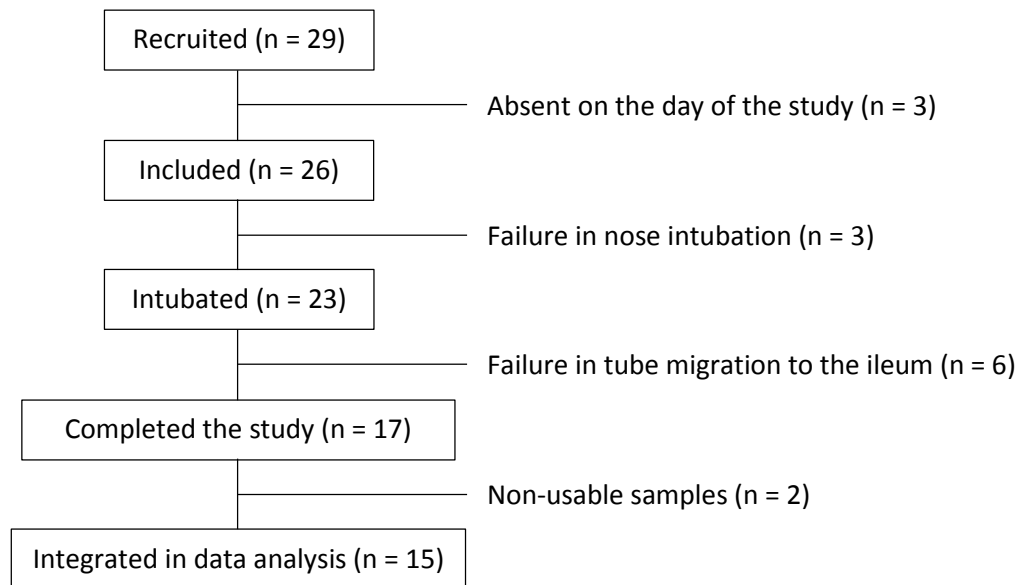 Recruited (n = 29)
Absent on the day of the study (n = 3)
Included (n = 26)
Failure in nose intubation (n = 3)
Intubated (n = 23)
Failure in tube migration to the ileum (n = 6)
Completed the study (n = 17)
Non-usable samples (n = 2)
Integrated in data analysis (n = 15)